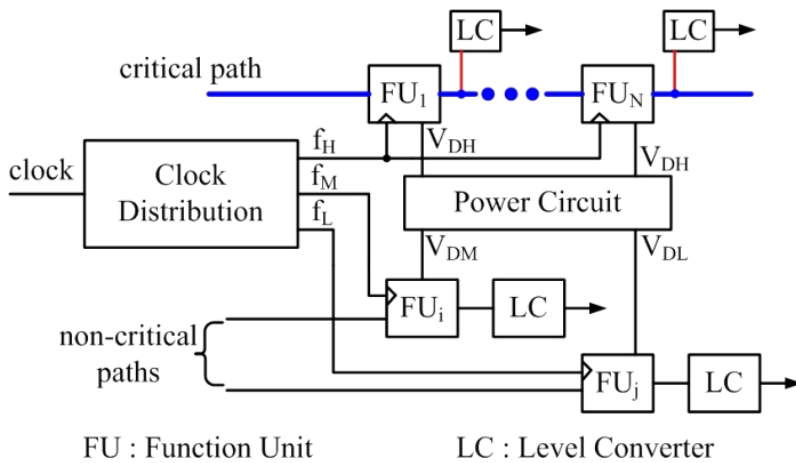 LC
LC
critical path
FU1
FUN
fH
VDH
VDH
clock
Clock
Distribution
fM
fL
Power Circuit
VDM
VDL
FUi
LC
non-critical
paths
FUj
LC
FU : Function Unit
LC : Level Converter